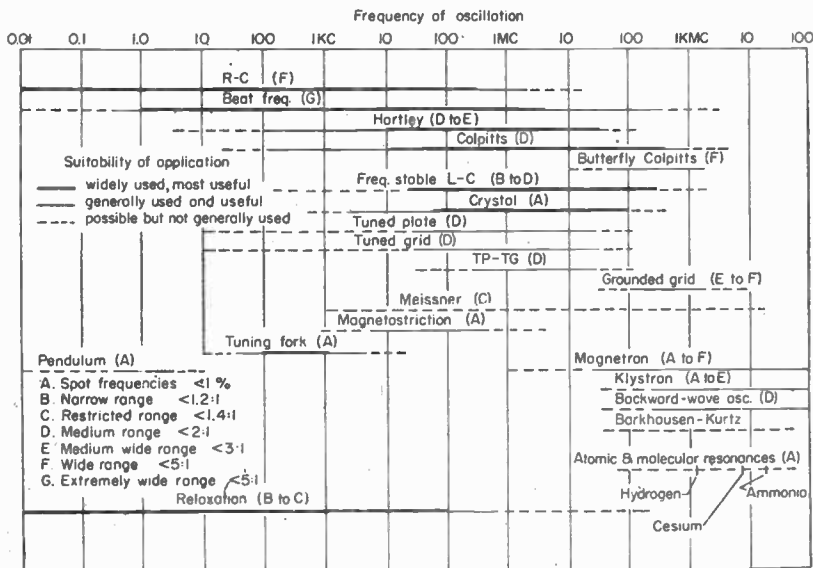 Frequency of oscillation
0.01 0.1 1.0 10 100 1KC 10 100 1MC 10 100 1KMC 10 100
R-C (F)
Beat freq. (G)
Hartley (D to E)
Colpitts (D)
Butterfly Colpitts (F)
Suitability of application
widely used, most useful
generally used and useful
possible but not generally used
Freq. stable L-C (B to D)
Crystal (A)
Tuned plate (D)
Tuned grid (D)
TP-TG (D)
Grounded grid (E to F)
Meissner (C)
Magnetostriction (A)
Tuning fork (A)
Pendulum (A)
Magnetron (A to F)
Klystron (A to E)
Backward-wave osc. (D)
Barkhausen-Kurtz
A. Spot frequencies <1 %
B. Narrow range <1.2:1
C. Restricted range <1.4:1
D. Medium range <2:1
E. Medium wide range <3:1
F. Wide range <5:1
G. Extremely wide range <5:1
Relaxation (B to C)
Atomic & molecular resonances (A)
Hydrogen
Ammonia
Cesium